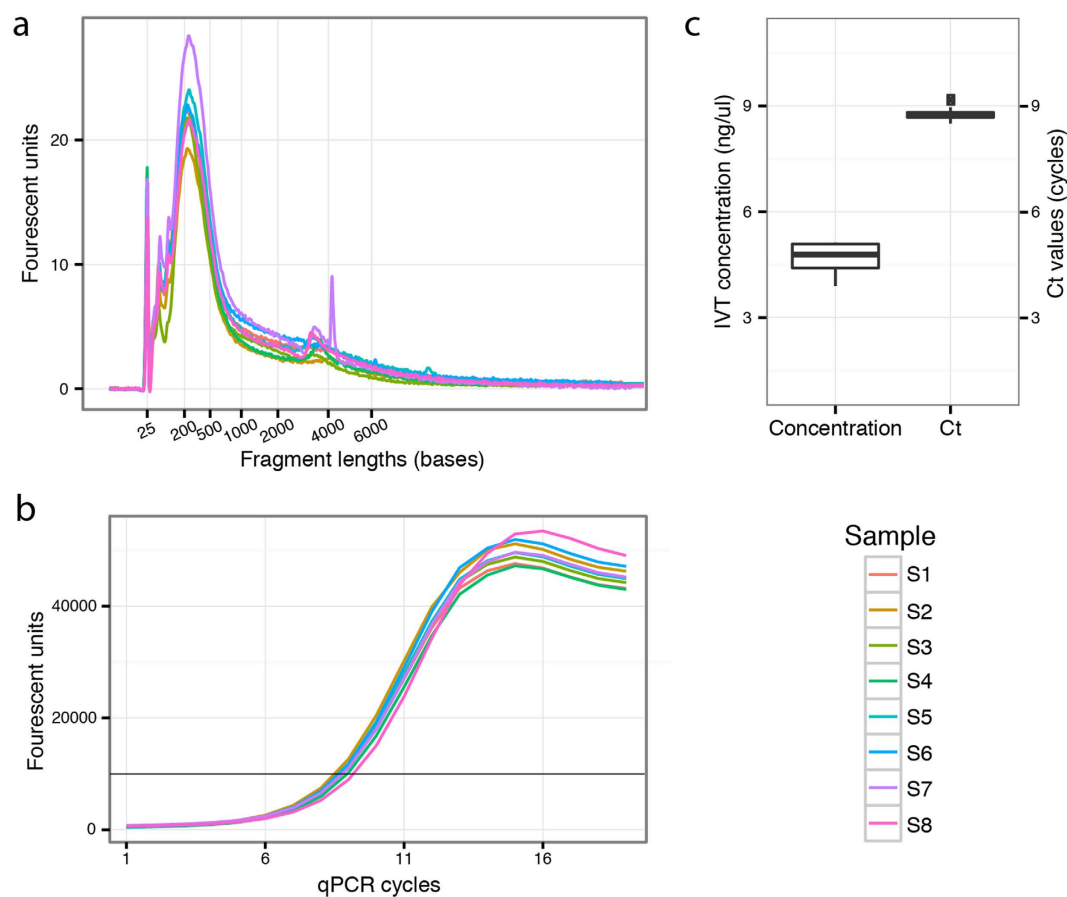 a
Fourescent units
20
10
0
25
200
500
1000
2000
4000
6000
Fragment lengths (bases)
c
IVT concentration (ng/ul)
9
6
3
9
6
3
Ct values (cycles)
Concentration
Ct
b
Fourescent units
40000
20000
0
1
6
11
16
qPCR cycles
Sample
S1
S2
S3
S4
S5
S6
S7
S8